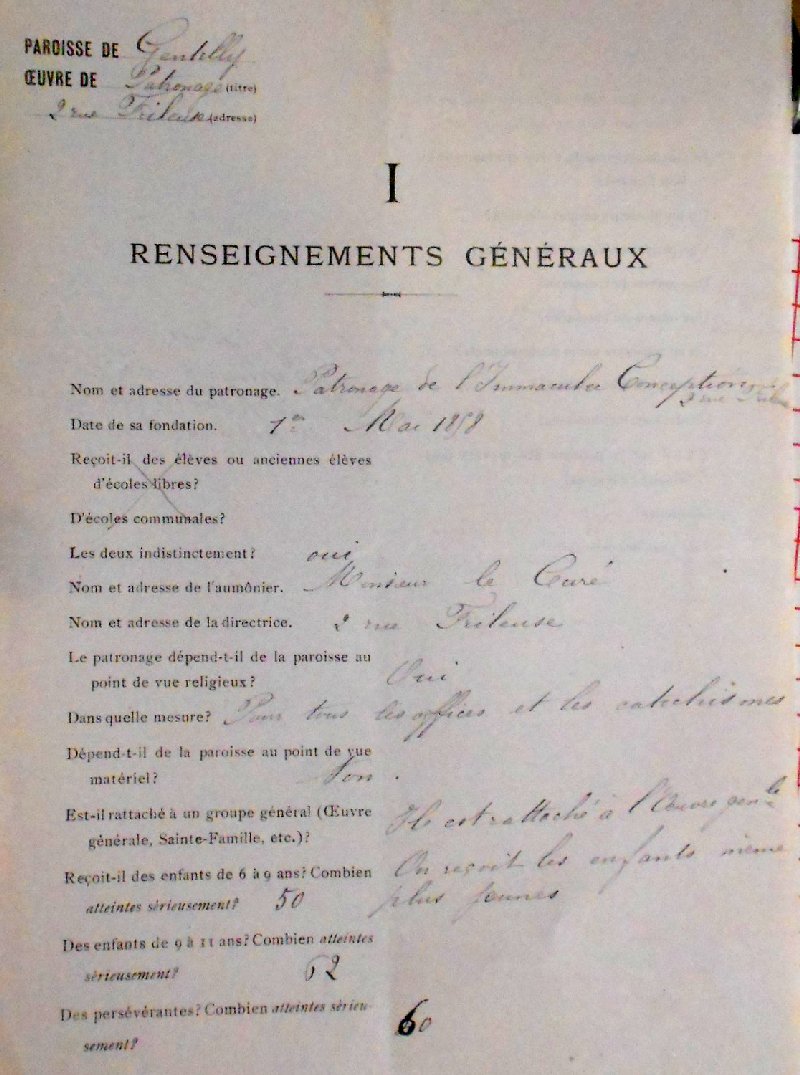 PAROISSE DE Gentilly
ŒUVRE DE Patronage (titre)
2 rue Frileuse (adresse)
I
RENSEIGNEMENTS GÉNÉRAUX
Nom et adresse du patronage. Patronage de l'Immaculée Conception
2 rue Frileuse
Date de sa fondation. 1er Mai 1858
Reçoit-il des élèves ou anciennes élèves
d'écoles libres?
D'écoles communales?
Les deux indistinctement? oui
Nom et adresse de l'aumônier. Monsieur le Curé
Nom et adresse de la directrice. 2 rue Frileuse
Le patronage dépend-t-il de la paroisse au
point de vue religieux? Oui
Dans quelle mesure? Pour tous les offices et les catechismes
Dépend-t-il de la paroisse au point de vue
matériel? Non.
Est-il rattaché à un groupe général (Œuvre
générale, Sainte-Famille, etc.)? Il est rattaché à l'Œuvre genle
Reçoit-il des enfants de 6 à 9 ans? Combien
atteintes sérieusement? 50 On reçoit les enfants même
plus jeunes
Des enfants de 9 à 11 ans? Combien atteintes
sérieusement? 62
Des persévérantes? Combien atteintes sérieu-
sement? 60